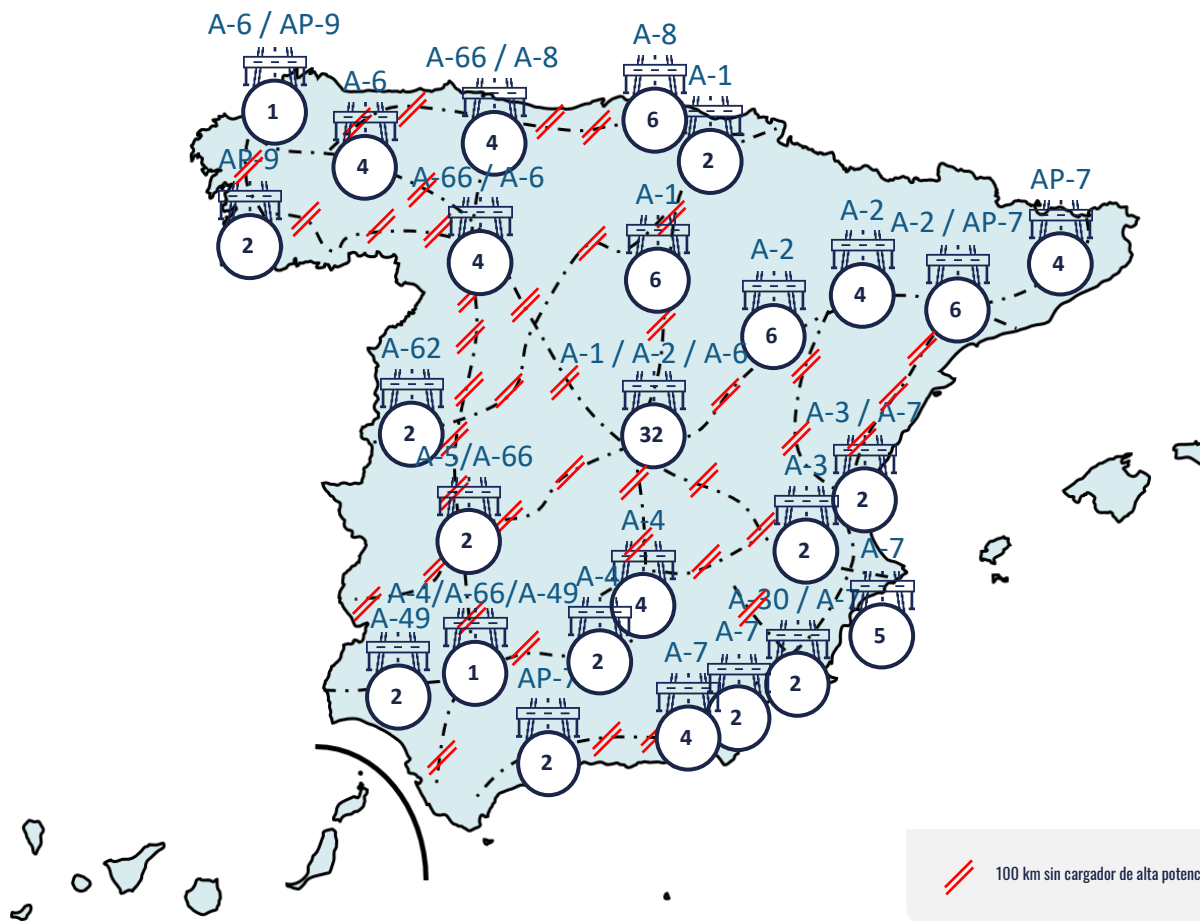 A-6 / AP-9
1
A-6
4
A-66 / A-8
4
A-8
6
A-1
2
AP-9
2
A-66 / A-6
4
A-1
6
A-2
6
A-2
4
A-2 / AP-7
6
AP-7
4
A-62
2
A-1 / A-2 / A-6
32
A-3 / A-7
2
A-5/A-66
2
A-3
2
A-4
4
A-7
5
A-4/A-66/A-49
1
A-4
2
A-49
2
A-30 / A-7
2
A-7
2
A-7
4
AP-7
2
100 km sin cargador de alta potenc